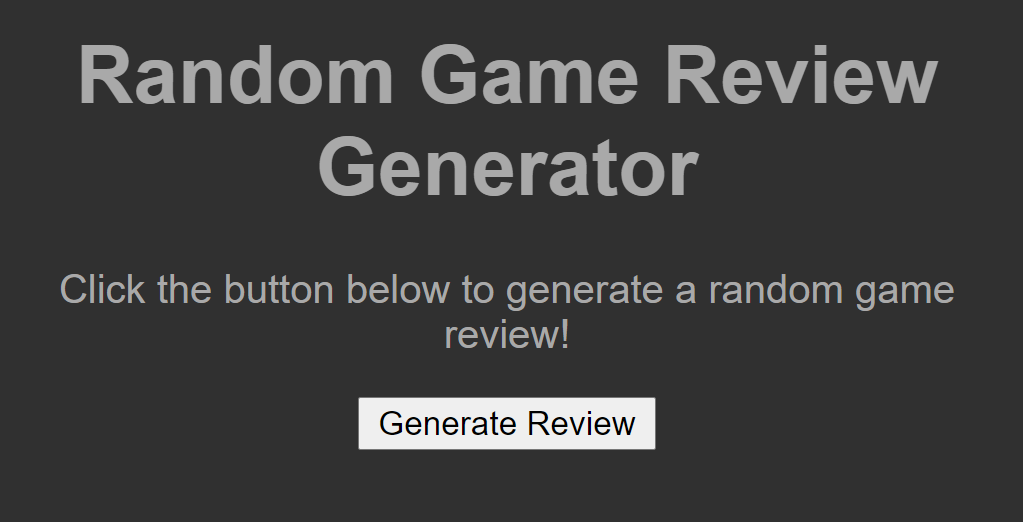 Random Game Review
Generator
Click the button below to generate a random game
review!
Generate Review